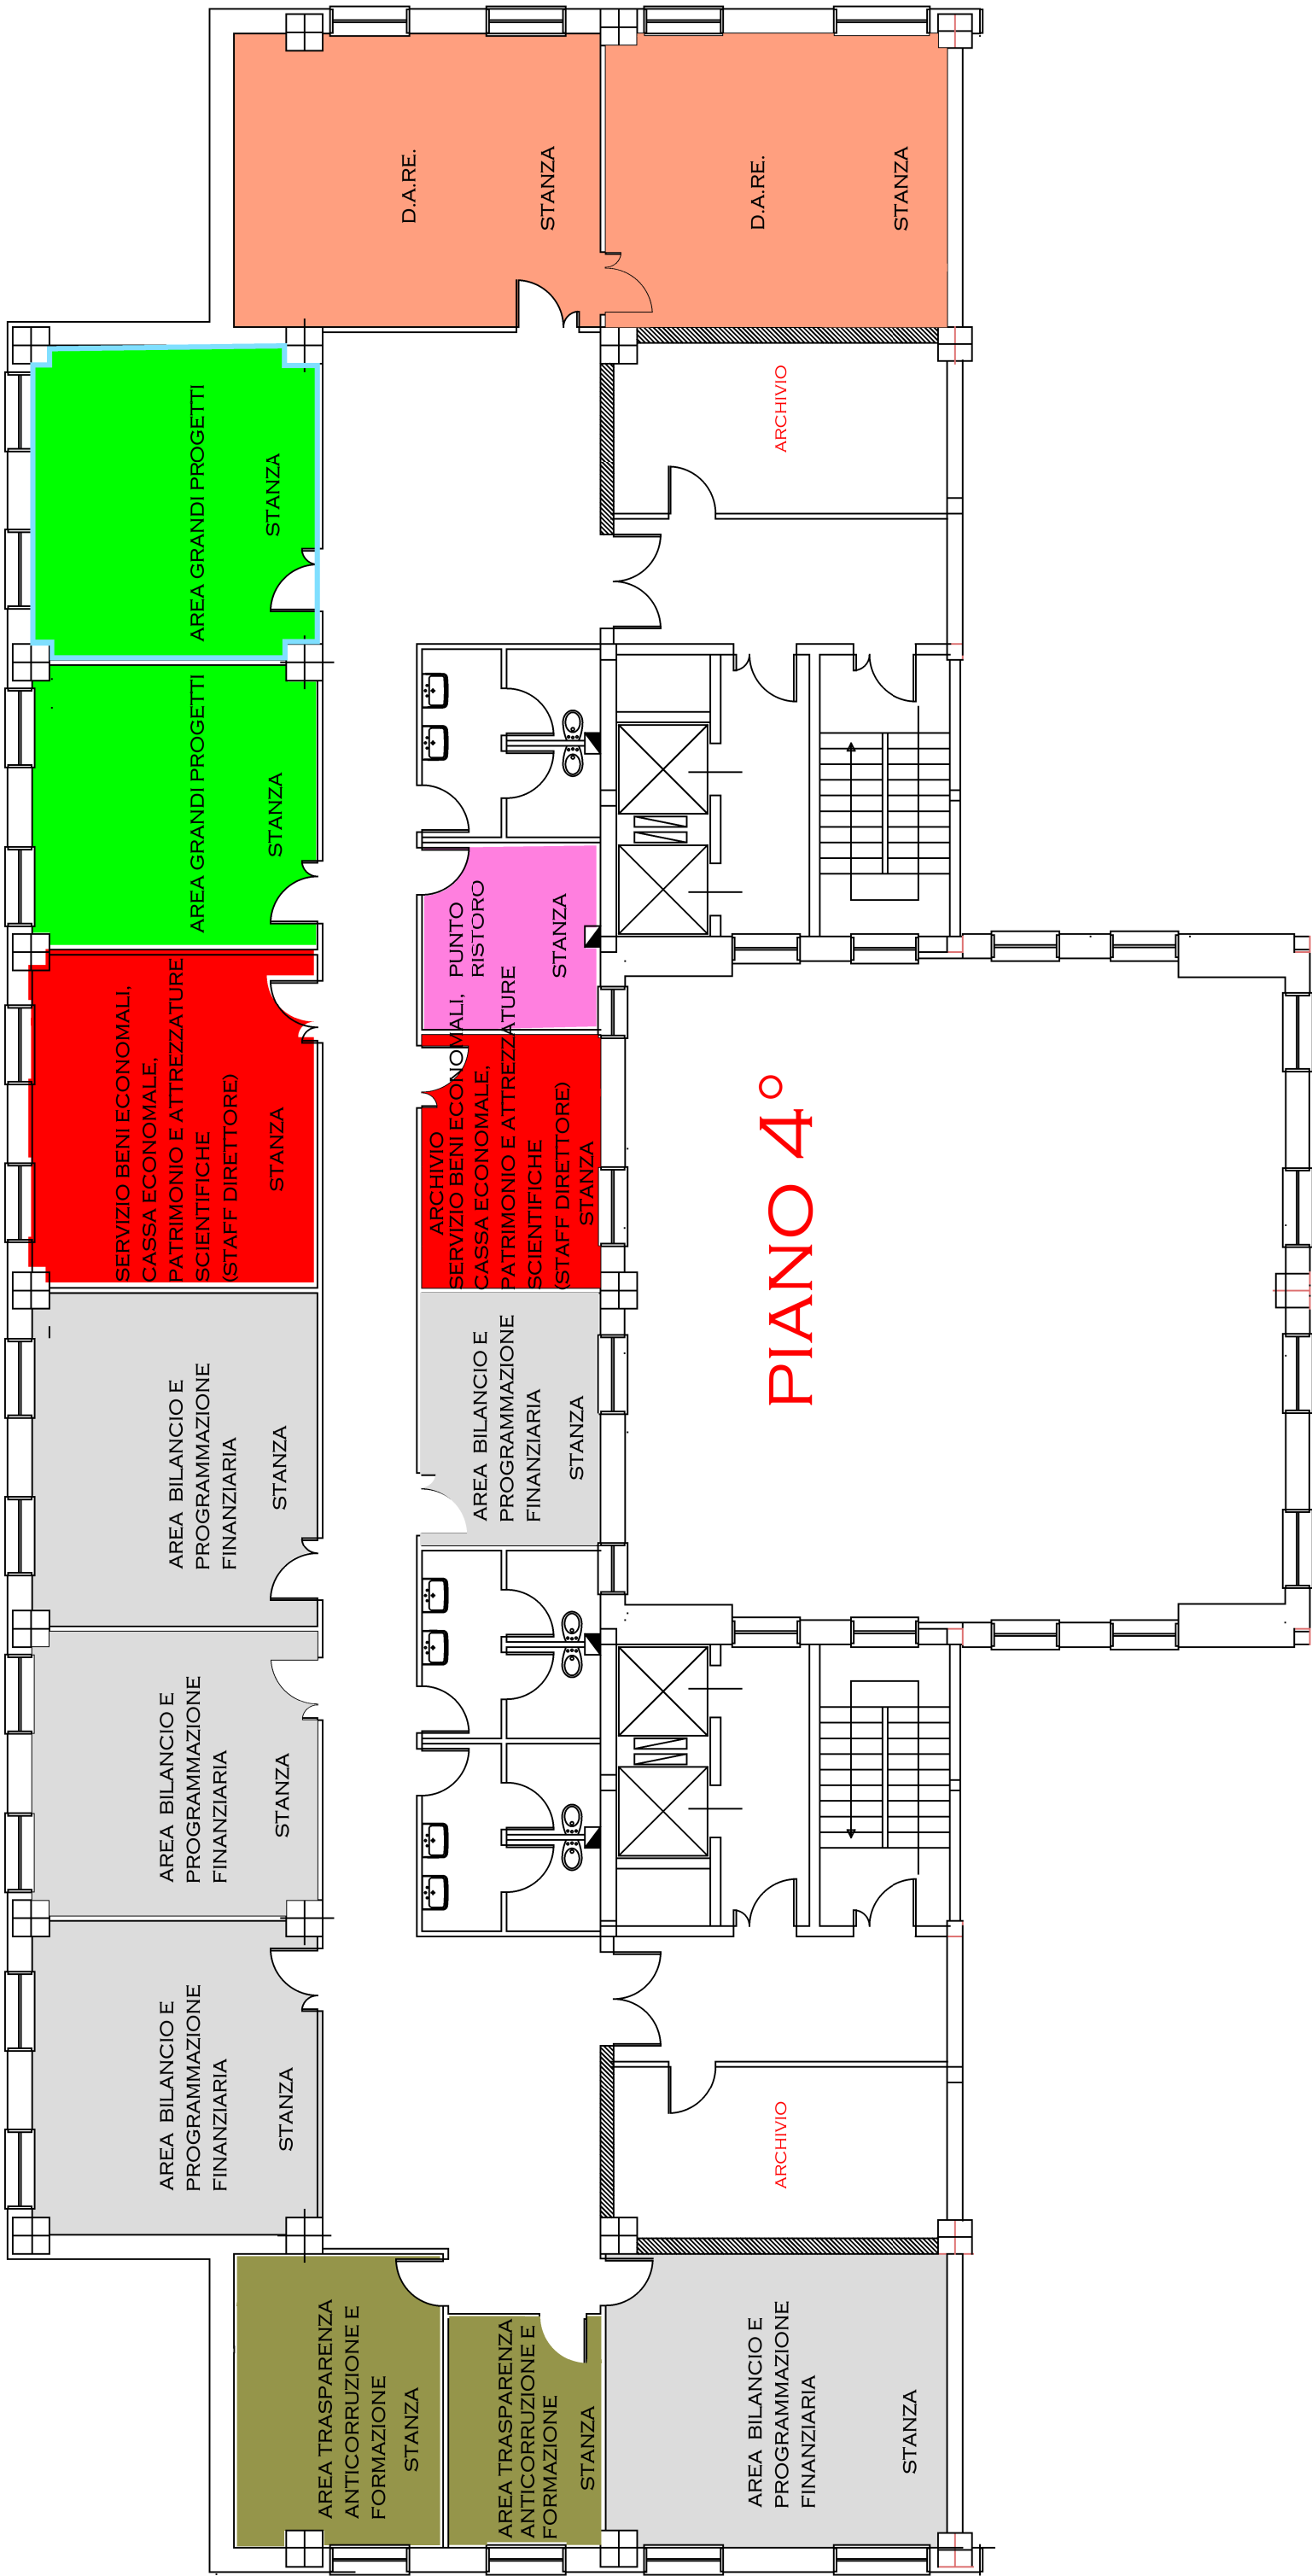 D.A.RE.
STANZA
D.A.RE.
STANZA
ARCHIVIO
AREA GRANDI PROGETTI
STANZA
AREA GRANDI PROGETTI
STANZA
PUNTO
RISTORO
STANZA
SERVIZIO BENI ECONOMALI,
CASSA ECONOMALE,
PATRIMONIO E ATTREZZATURE
SCIENTIFICHE
(STAFF DIRETTORE)
STANZA
ARCHIVIO
SERVIZIO BENI ECONOMALI,
CASSA ECONOMALE,
PATRIMONIO E ATTREZZATURE
SCIENTIFICHE
(STAFF DIRETTORE)
STANZA
PIANO 4°
AREA BILANCIO E
PROGRAMMAZIONE
FINANZIARIA
STANZA
AREA BILANCIO E
PROGRAMMAZIONE
FINANZIARIA
STANZA
AREA BILANCIO E
PROGRAMMAZIONE
FINANZIARIA
STANZA
AREA BILANCIO E
PROGRAMMAZIONE
FINANZIARIA
STANZA
ARCHIVIO
AREA TRASPARENZA
ANTICORRUZIONE E
FORMAZIONE
STANZA
AREA TRASPARENZA
ANTICORRUZIONE E
FORMAZIONE
STANZA
AREA BILANCIO E
PROGRAMMAZIONE
FINANZIARIA
STANZA